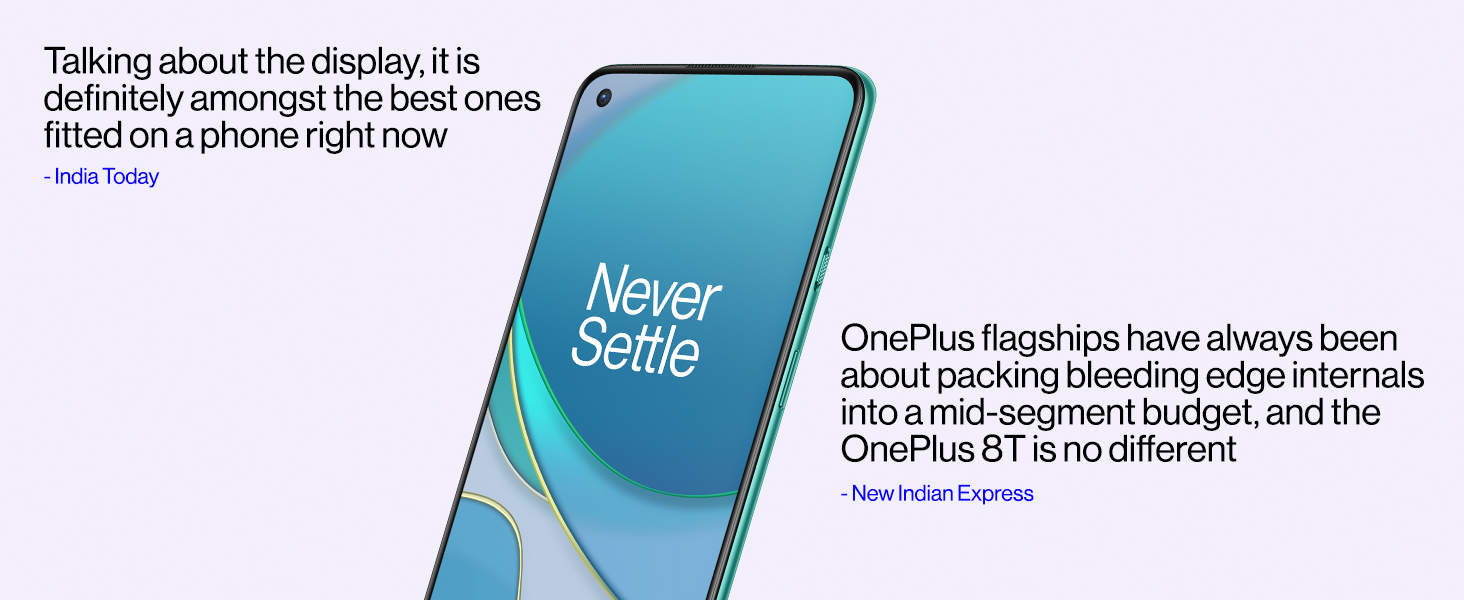 Talking about the display, it is
definitely amongst the best ones
fitted on a phone right now
- India Today
Never
Settle
OnePlus flagships have always been
about packing bleeding edge internals
into a mid-segment budget, and the
OnePlus 8T is no different
- New Indian Express